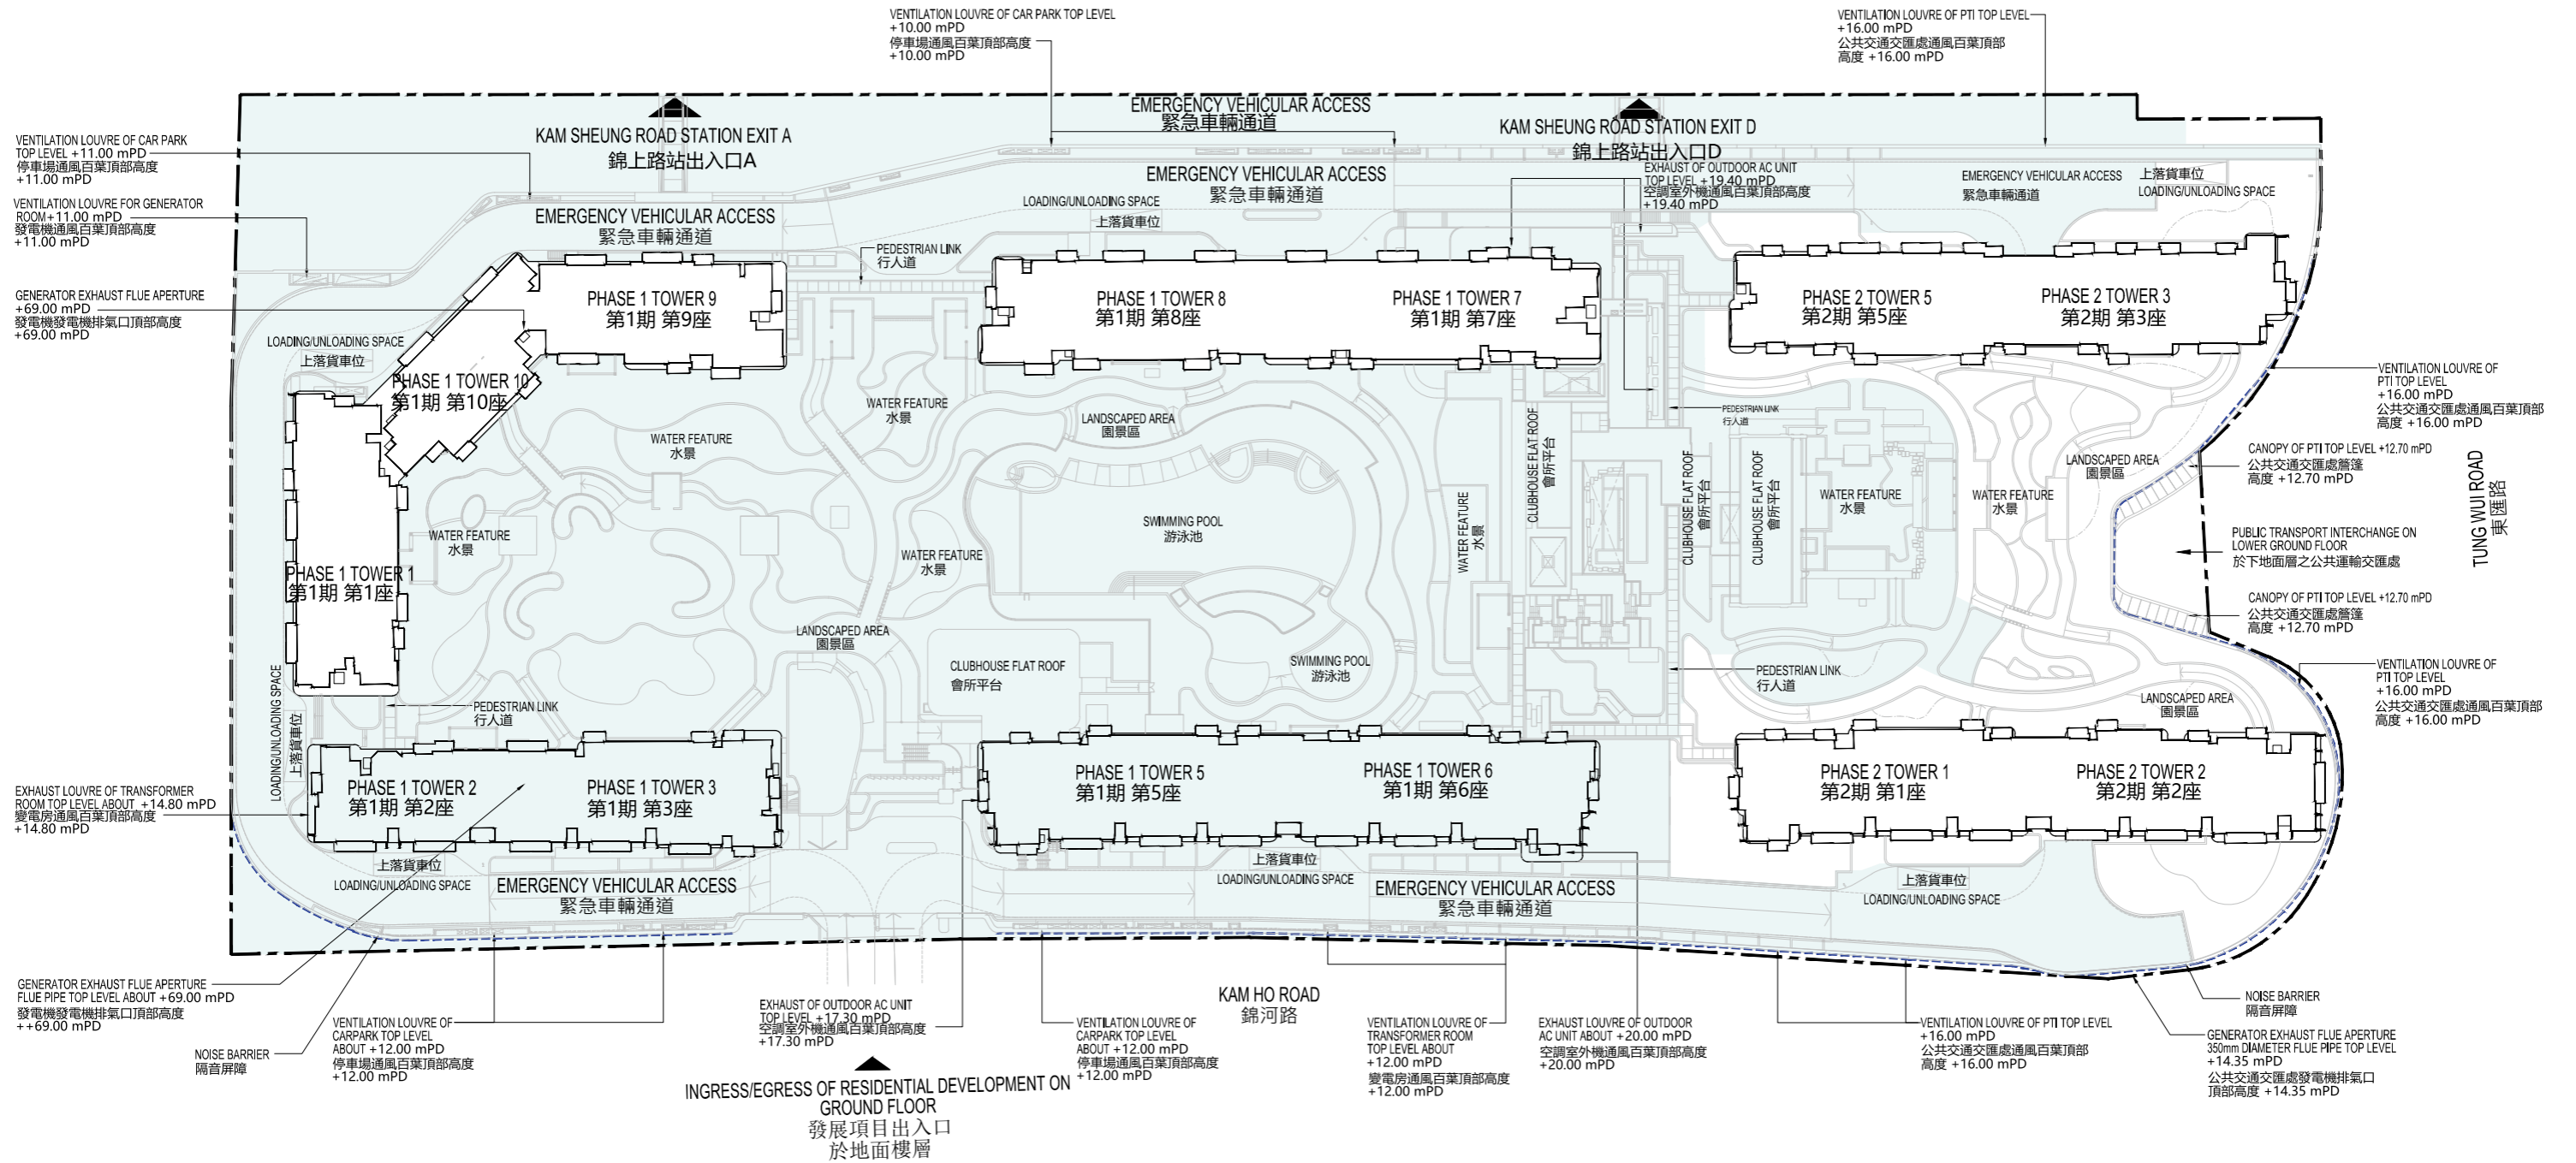 VENTILATION LOUVRE OF CAR PARK TOP LEVEL
+10.00 mPD
停車場通風百葉頂部高度
+10.00 mPD
VENTILATION LOUVRE OF PTI TOP LEVEL
+16.00 mPD
公共交通交匯處通風百葉頂部
高度 +16.00 mPD
EMERGENCY VEHICULAR ACCESS
緊急車輛通道
KAM SHEUNG ROAD STATION EXIT A
錦上路站出入口A
KAM SHEUNG ROAD STATION EXIT D
錦上路站出入口D
VENTILATION LOUVRE OF CAR PARK
TOP LEVEL +11.00 mPD
停車場通風百葉頂部高度
+11.00 mPD
EMERGENCY VEHICULAR ACCESS
緊急車輛通道
EXHAUST OF OUTDOOR AC UNIT
TOP LEVEL +19.40 mPD
空調室外機通風百葉頂部高度
+19.40 mPD
EMERGENCY VEHICULAR ACCESS
緊急車輛通道
上落貨車位
LOADING/UNLOADING SPACE
VENTILATION LOUVRE FOR GENERATOR
ROOM+11.00 mPD
發電機通風百葉頂部高度
+11.00 mPD
EMERGENCY VEHICULAR ACCESS
緊急車輛通道
LOADING/UNLOADING SPACE
上落貨車位
PEDESTRIAN LINK
行人道
GENERATOR EXHAUST FLUE APERTURE
+69.00 mPD
發電機發電機排氣口頂部高度
+69.00 mPD
PHASE 1 TOWER 9
第1期 第9座
PHASE 1 TOWER 8
第1期 第8座
PHASE 1 TOWER 7
第1期 第7座
PHASE 2 TOWER 5
第2期 第5座
PHASE 2 TOWER 3
第2期 第3座
LOADING/UNLOADING SPACE
上落貨車位
PHASE 1 TOWER 10
第1期 第10座
WATER FEATURE
水景
LANDSCAPED AREA
園景區
PEDESTRIAN LINK
行人道
VENTILATION LOUVRE OF
PTI TOP LEVEL
+16.00 mPD
公共交通交匯處通風百葉頂部
高度 +16.00 mPD
WATER FEATURE
水景
CLUBHOUSE FLAT ROOF
會所平台
CLUBHOUSE FLAT ROOF
會所平台
CLUBHOUSE FLAT ROOF
會所平台
LANDSCAPED AREA
園景區
CANOPY OF PTI TOP LEVEL +12.70 mPD
公共交通交匯處簷篷
高度 +12.70 mPD
TUNG WUI ROAD
東匯路
WATER FEATURE
水景
WATER FEATURE
水景
WATER FEATURE
水景
WATER FEATURE
水景
SWIMMING POOL
游泳池
WATER FEATURE
水景
PUBLIC TRANSPORT INTERCHANGE ON
LOWER GROUND FLOOR
於下地面層之公共運輸交匯處
PHASE 1 TOWER 1
第1期 第1座
CANOPY OF PTI TOP LEVEL +12.70 mPD
公共交通交匯處簷篷
高度 +12.70 mPD
LANDSCAPED AREA
園景區
CLUBHOUSE FLAT ROOF
會所平台
SWIMMING POOL
游泳池
PEDESTRIAN LINK
行人道
VENTILATION LOUVRE OF
PTI TOP LEVEL
+16.00 mPD
公共交通交匯處通風百葉頂部
高度 +16.00 mPD
LOADING/UNLOADING SPACE
上落貨車位
PEDESTRIAN LINK
行人道
LANDSCAPED AREA
園景區
EXHAUST LOUVRE OF TRANSFORMER
ROOM TOP LEVEL ABOUT +14.80 mPD
變電房通風百葉頂部高度
+14.80 mPD
PHASE 1 TOWER 2
第1期 第2座
PHASE 1 TOWER 3
第1期 第3座
PHASE 1 TOWER 5
第1期 第5座
PHASE 1 TOWER 6
第1期 第6座
PHASE 2 TOWER 1
第2期 第1座
PHASE 2 TOWER 2
第2期 第2座
上落貨車位
LOADING/UNLOADING SPACE
EMERGENCY VEHICULAR ACCESS
緊急車輛通道
上落貨車位
LOADING/UNLOADING SPACE
EMERGENCY VEHICULAR ACCESS
緊急車輛通道
上落貨車位
LOADING/UNLOADING SPACE
GENERATOR EXHAUST FLUE APERTURE
FLUE PIPE TOP LEVEL ABOUT +69.00 mPD
發電機發電機排氣口頂部高度
++69.00 mPD
NOISE BARRIER
隔音屏障
VENTILATION LOUVRE OF
CARPARK TOP LEVEL
ABOUT +12.00 mPD
停車場通風百葉頂部高度
+12.00 mPD
EXHAUST OF OUTDOOR AC UNIT
TOP LEVEL +17.30 mPD
空調室外機通風百葉頂部高度
+17.30 mPD
VENTILATION LOUVRE OF
CARPARK TOP LEVEL
ABOUT +12.00 mPD
停車場通風百葉頂部高度
+12.00 mPD
KAM HO ROAD
錦河路
VENTILATION LOUVRE OF
TRANSFORMER ROOM
TOP LEVEL ABOUT
+12.00 mPD
變電房通風百葉頂部高度
+12.00 mPD
EXHAUST LOUVRE OF OUTDOOR
AC UNIT ABOUT +20.00 mPD
空調室外機通風百葉頂部高度
+20.00 mPD
VENTILATION LOUVRE OF PTI TOP LEVEL
+16.00 mPD
公共交通交匯處通風百葉頂部
高度 +16.00 mPD
NOISE BARRIER
隔音屏障
GENERATOR EXHAUST FLUE APERTURE
350mm DIAMETER FLUE PIPE TOP LEVEL
+14.35 mPD
公共交通交匯處發電機排氣口
頂部高度 +14.35 mPD
INGRESS/EGRESS OF RESIDENTIAL DEVELOPMENT ON
GROUND FLOOR
發展項目出入口
於地面樓層